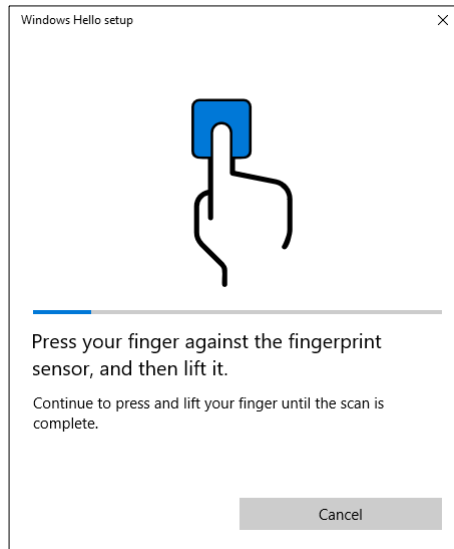 Windows Hello setup
Press your finger against the fingerprint
sensor, and then lift it.
Continue to press and lift your finger until the scan is
complete.
Cancel